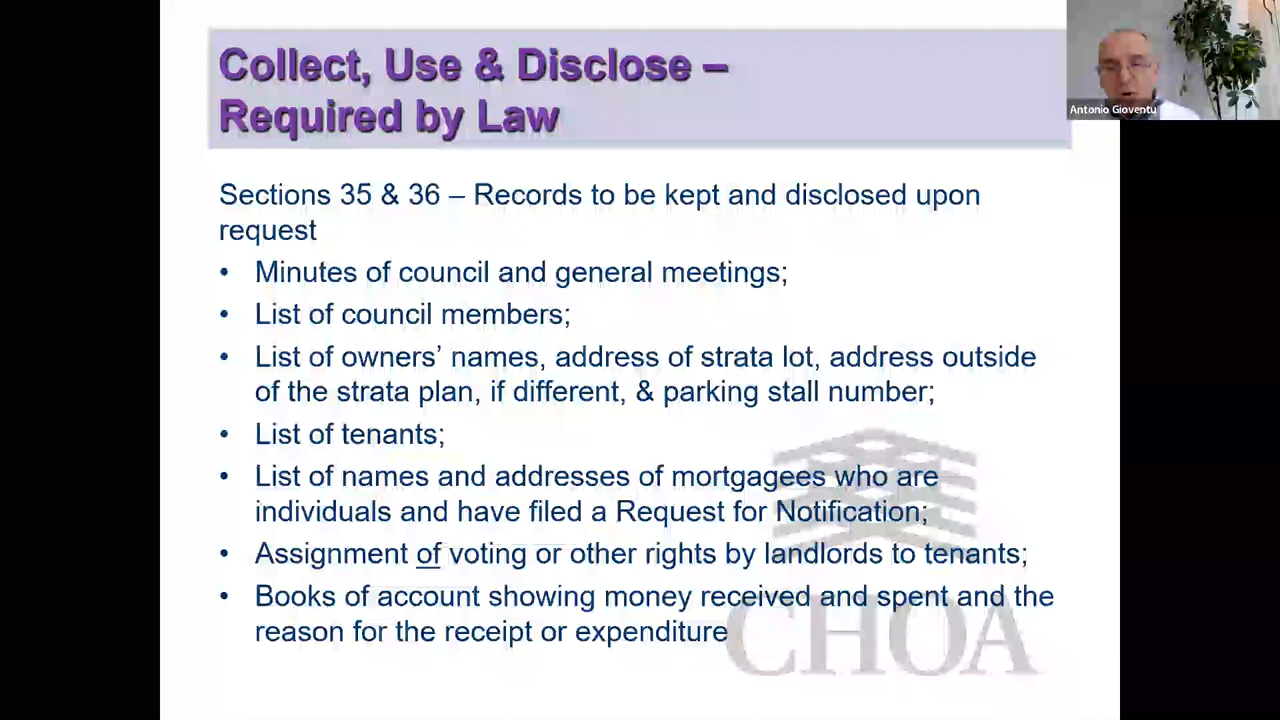 Collect, Use & Disclose –
Required by Law
Antonio Gioventu
Sections 35 & 36 – Records to be kept and disclosed upon
request
• Minutes of council and general meetings;
• List of council members;
• List of owners’ names, address of strata lot, address outside
of the strata plan, if different, & parking stall number;
• List of tenants;
• List of names and addresses of mortgagees who are
individuals and have filed a Request for Notification;
• Assignment of voting or other rights by landlords to tenants;
• Books of account showing money received and spent and the
reason for the receipt or expenditure
CHOA